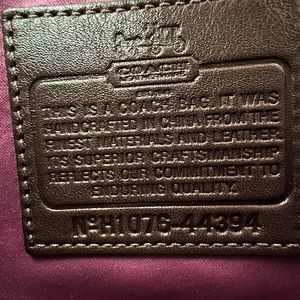 COACH
THIS IS A COACH BAG. IT WAS
HANDCRAFTED IN CHINA FROM THE
FINEST MATERIALS AND LEATHER.
ITS SUPERIOR CRAFTSMANSHIP
REFLECTS OUR COMMITMENT TO
ENDURING QUALITY.
Nº H1076-44394